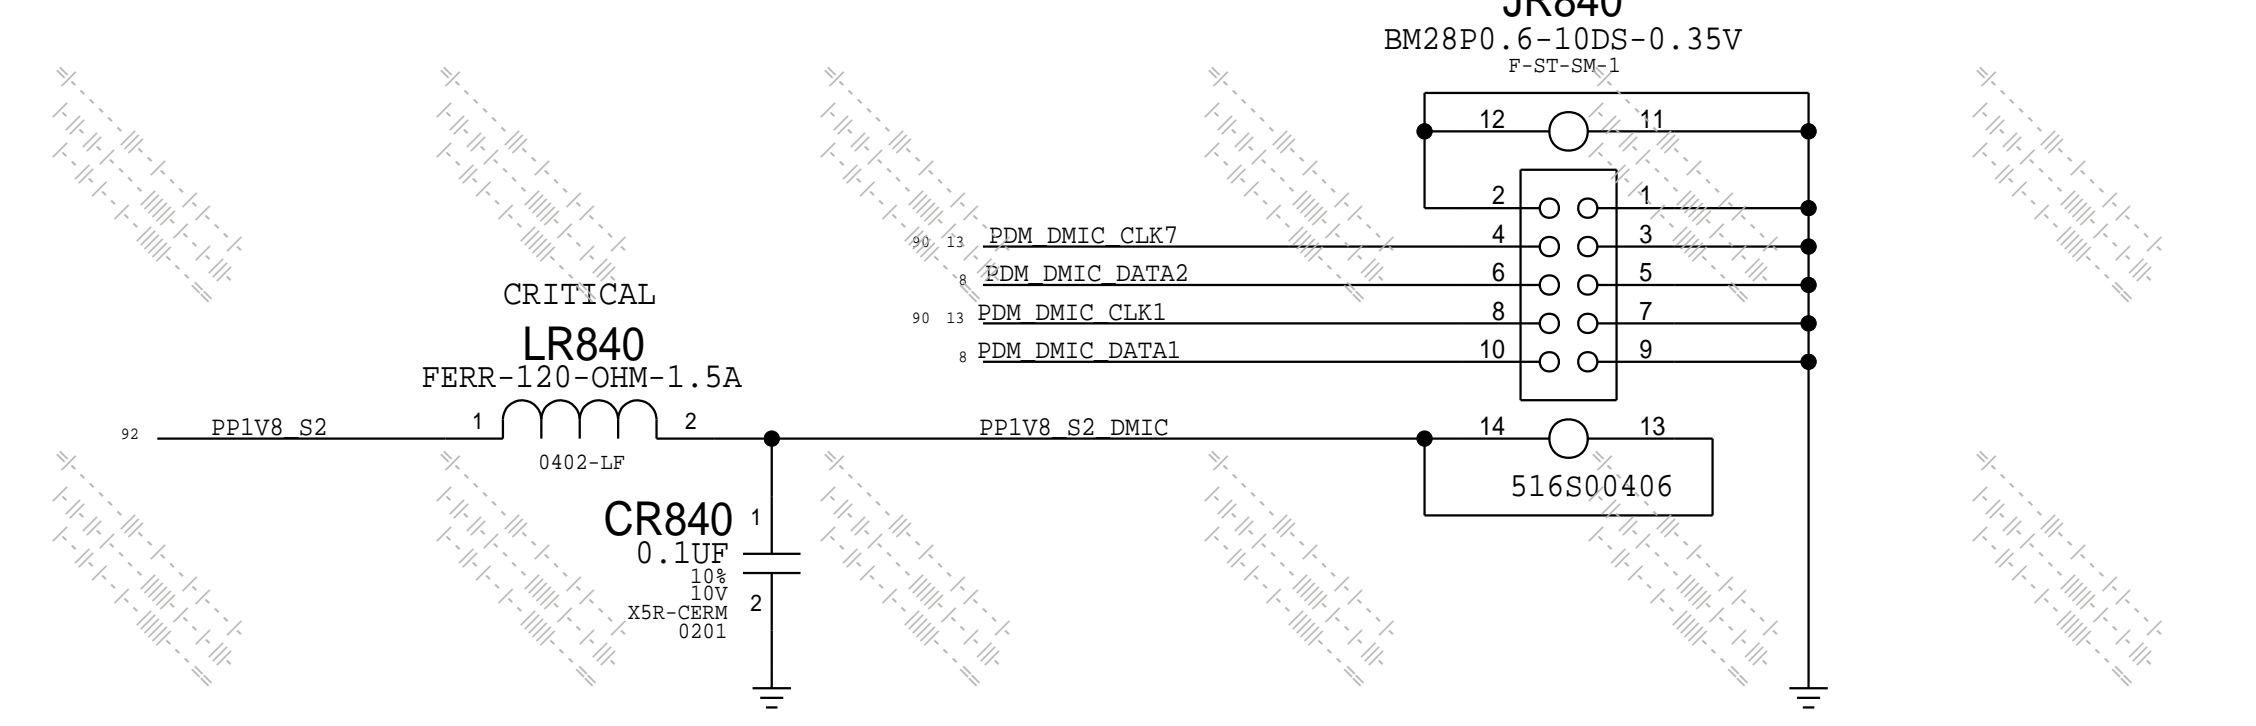 JR840
BM28P0.6-10DS-0.35V
F-ST-SM-1
12 11
2 1
90 13 PDM_DMIC_CLK7 4 3
8 PDM_DMIC_DATA2 6 5
90 13 PDM_DMIC_CLK1 8 7
8 PDM_DMIC_DATA1 10 9
CRITICAL
LR840
FERR-120-OHM-1.5A
92 PP1V8_S2 1 2 PP1V8_S2_DMIC 14 13
0402-LF
516S00406
CR840 1
0.1UF
10%
10V
X5R-CERM
0201
2